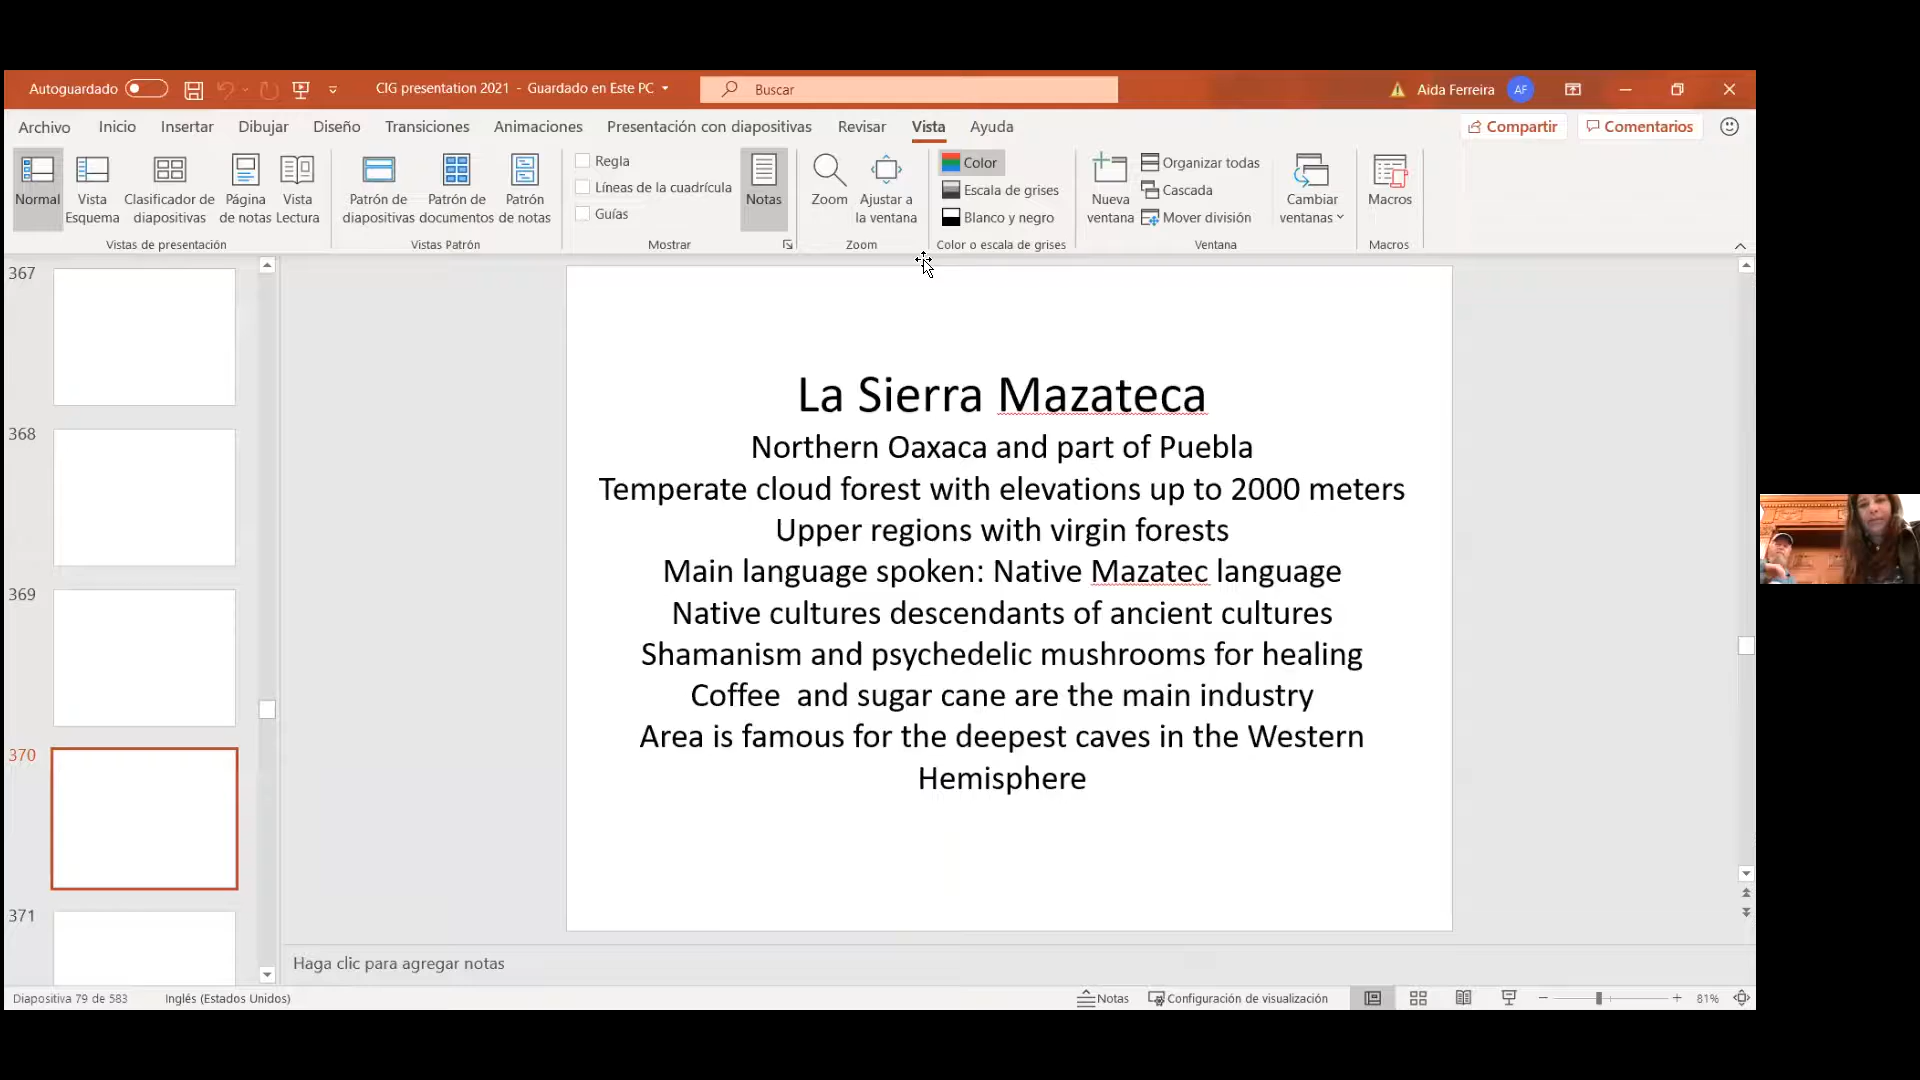 Autoguardado
CIG presentation 2021 - Guardado en Este PC
Buscar
Aida Ferreira
AF
Archivo
Inicio
Insertar
Dibujar
Diseño
Transiciones
Animaciones
Presentación con diapositivas
Revisar
Vista
Ayuda
Compartir
Comentarios
Normal
Vista
Esquema
Clasificador de
diapositivas
Página
de notas
Vista
Lectura
Vistas de presentación
Patrón de
diapositivas
Patrón de
documentos
Patrón
de notas
Vistas Patrón
Regla
Líneas de la cuadrícula
Guías
Mostrar
Notas
Zoom
Ajustar a
la ventana
Zoom
Color
Escala de grises
Blanco y negro
Color o escala de grises
Nueva
ventana
Organizar todas
Cascada
Mover división
Cambiar
ventanas
Ventana
Macros
Macros
367
368
369
370
371
La Sierra Mazateca
Northern Oaxaca and part of Puebla
Temperate cloud forest with elevations up to 2000 meters
Upper regions with virgin forests
Main language spoken: Native Mazatec language
Native cultures descendants of ancient cultures
Shamanism and psychedelic mushrooms for healing
Coffee  and sugar cane are the main industry
Area is famous for the deepest caves in the Western
Hemisphere
Haga clic para agregar notas
Diapositiva 79 de 583
Inglés (Estados Unidos)
Notas
Configuración de visualización
81%